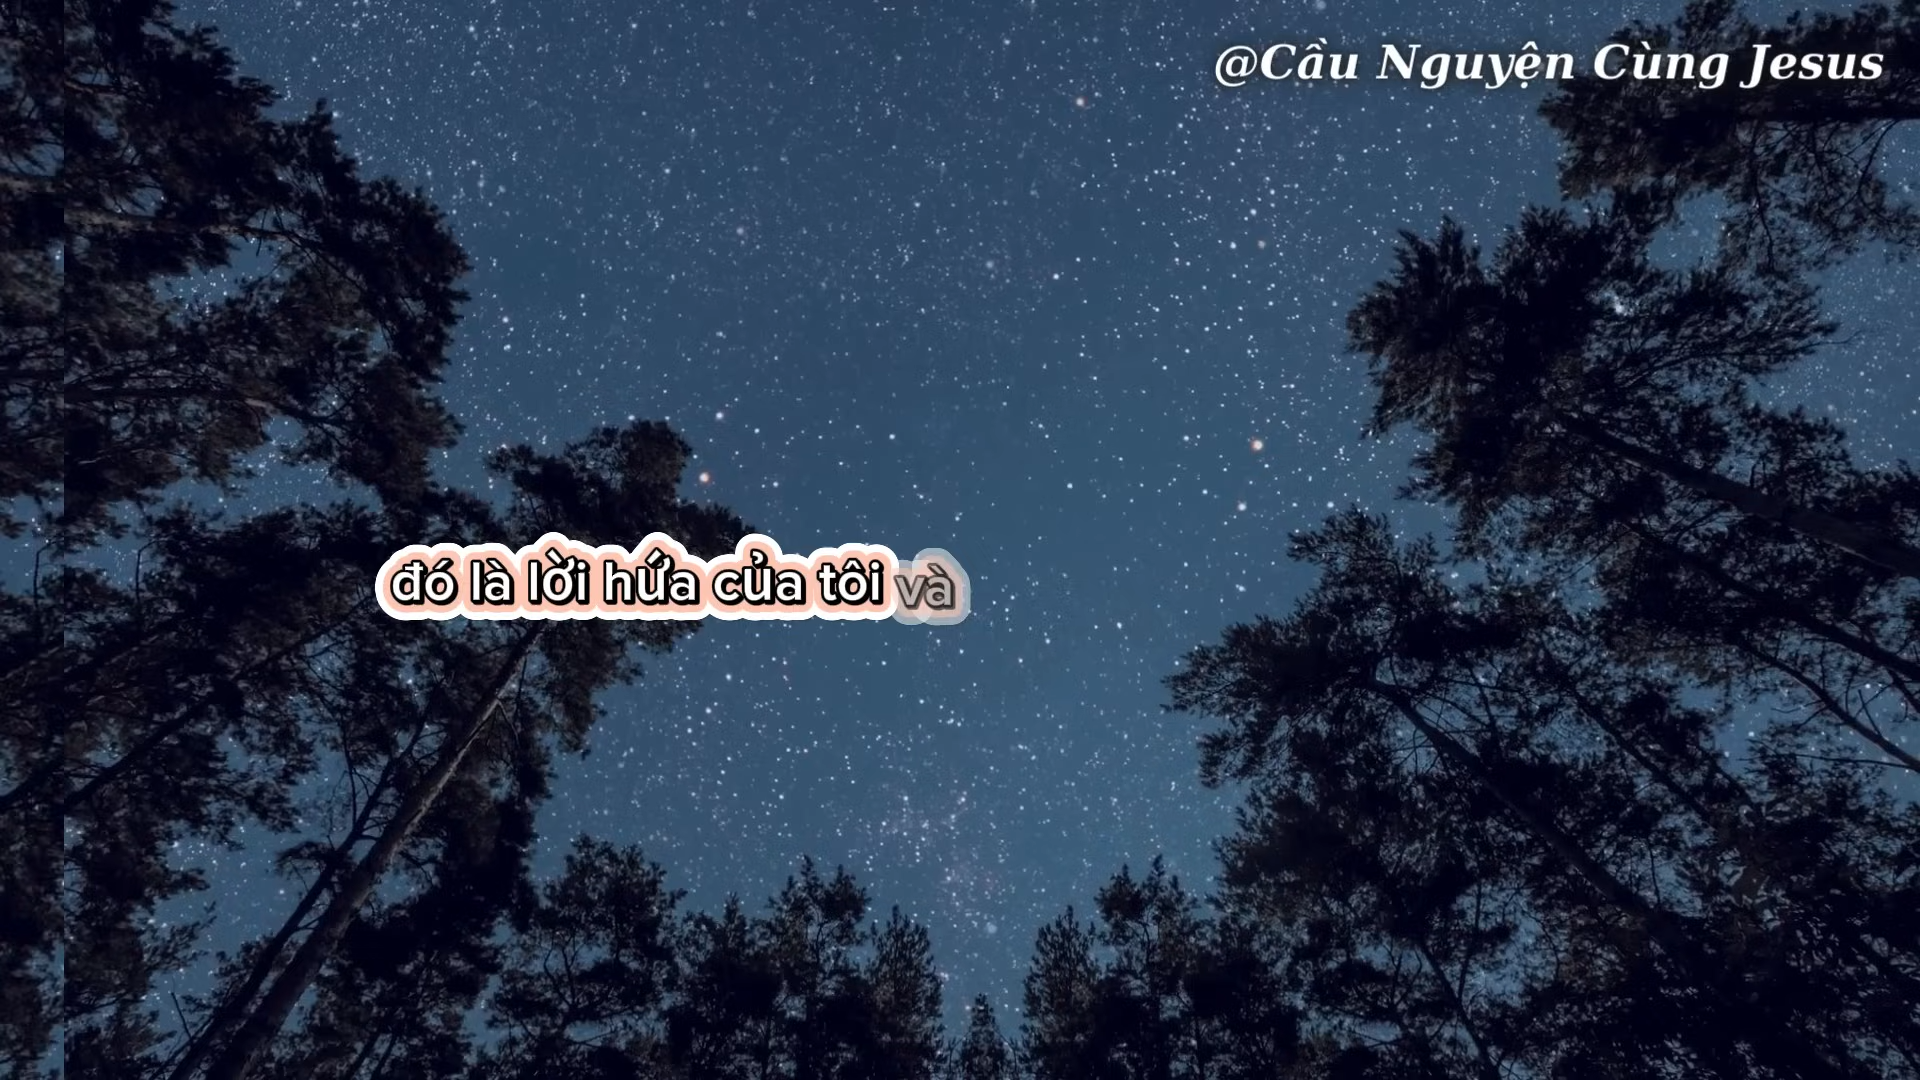 @Cầu Nguyện Cùng Jesus
đó là lời hứa của tôi và